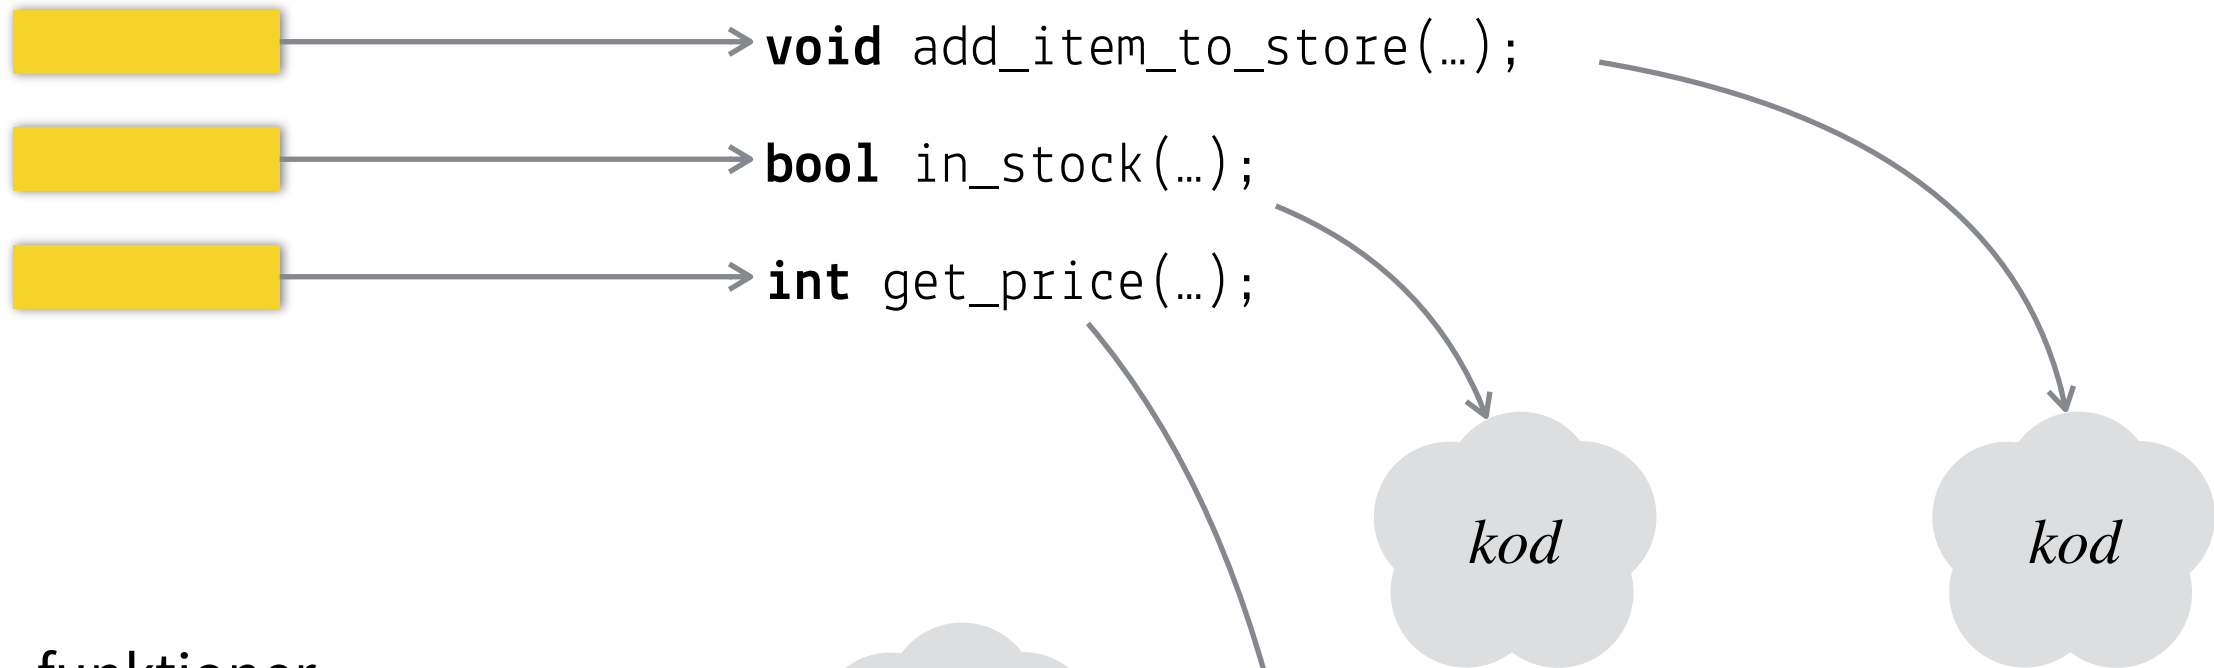 void add_item_to_store(…);
bool in_stock(…);
int get_price(…);
kod
kod
funktioner